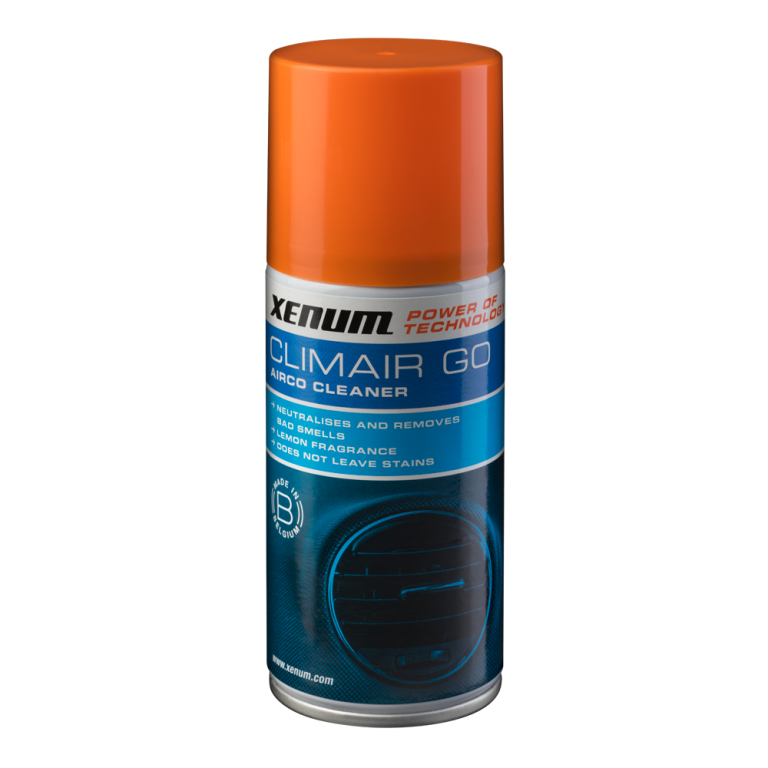 XENUM
POWER OF
TECHNOLOGY
CLIMAIR GO
AIRCO CLEANER
→ NEUTRALISES AND REMOVES
BAD SMELLS
→ LEMON FRAGRANCE
→ DOES NOT LEAVE STAINS
MADE IN
B
BELGIUM
www.xenum.com